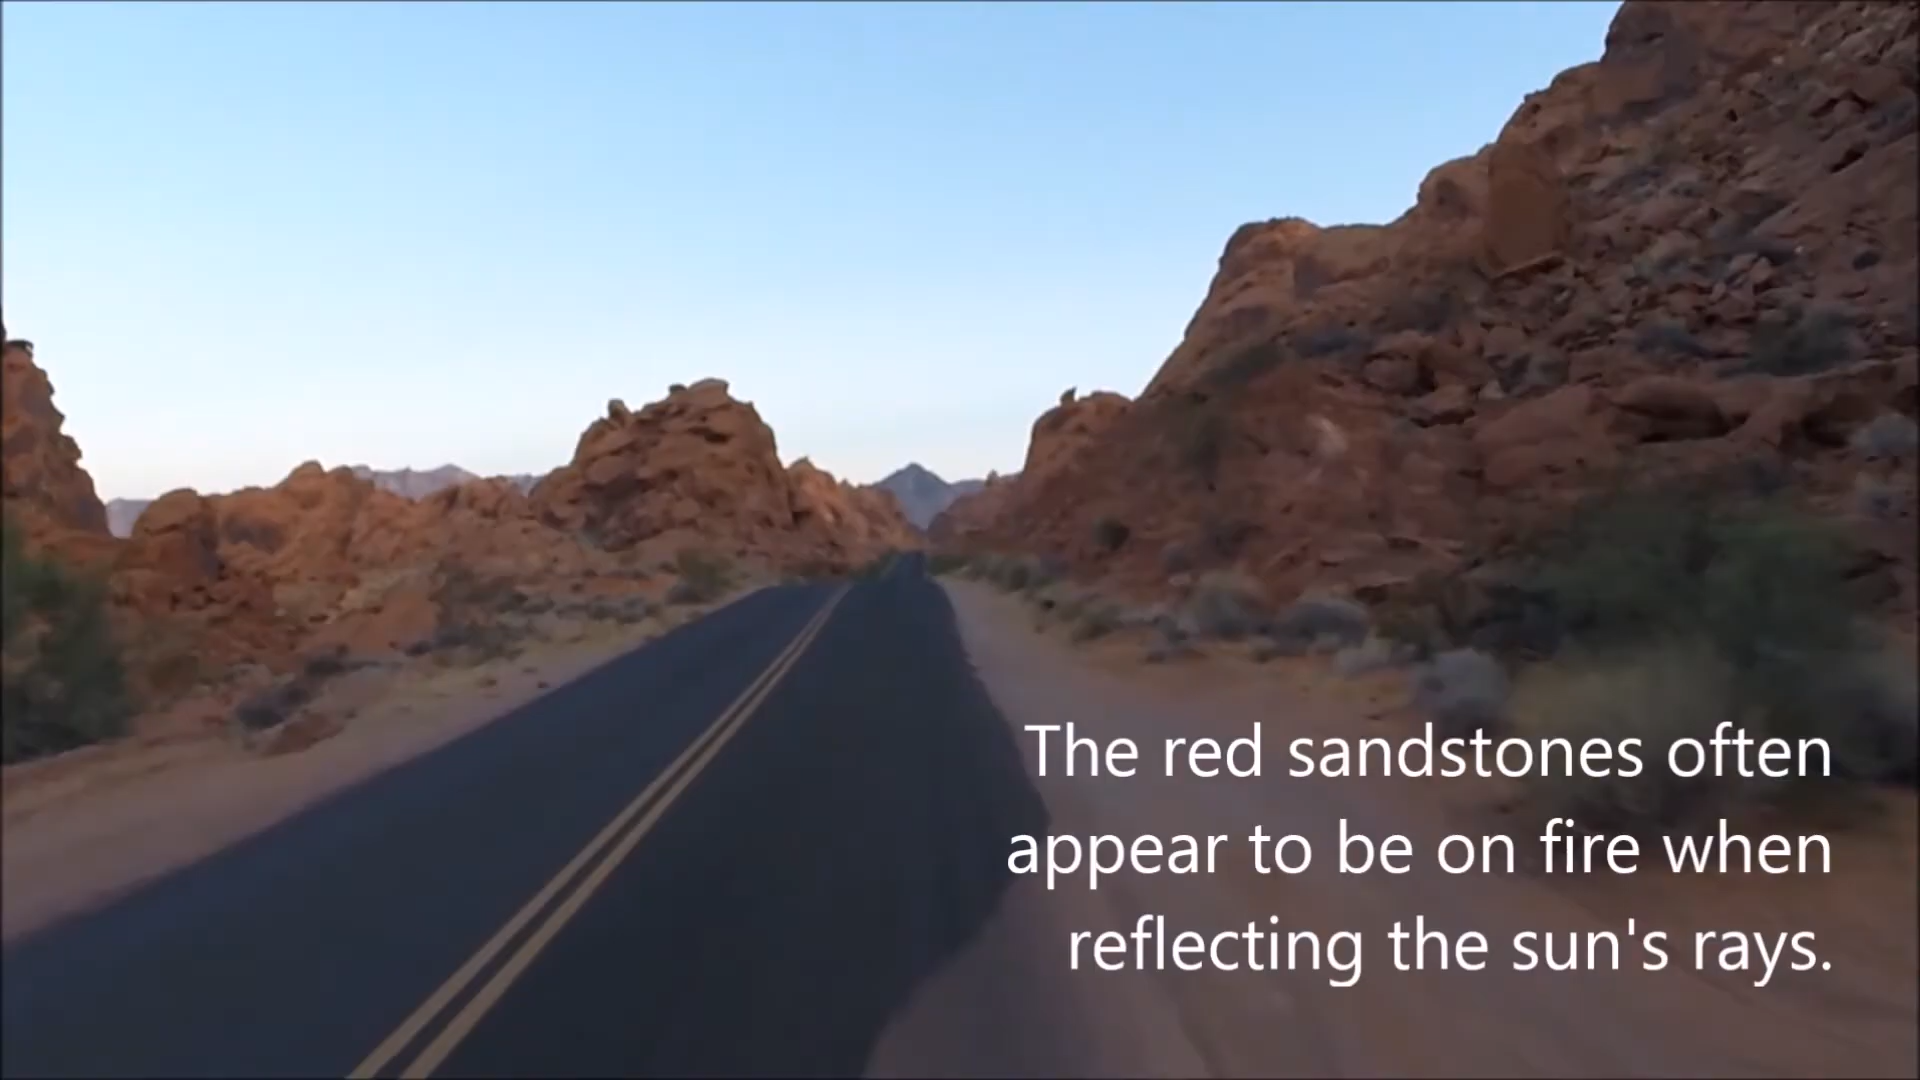 The red sandstones often
appear to be on fire when
reflecting the sun's rays.